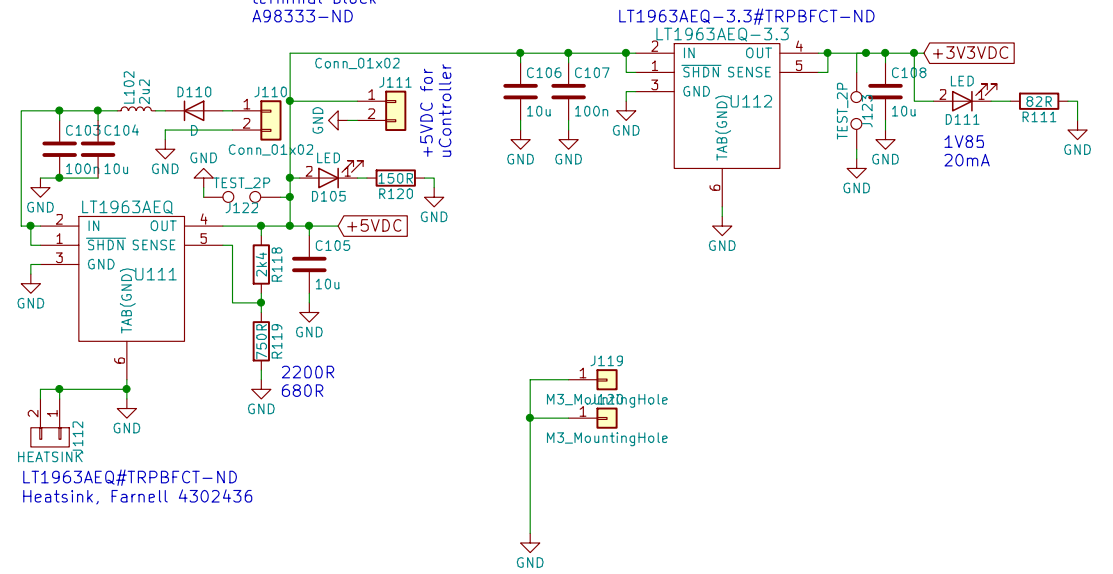 terminal block
A98333-ND
LT1963AEQ-3.3#TRPBFCT-ND
LT1963AEQ-3.3
2 IN OUT 4
1 SHDN SENSE 5
3 GND
U112
TAB(GND)
6
GND
+3V3VDC
Conn_01x02
J111
1
2
GND
+5VDC for
uController
C106
10u
GND
C107
100n
GND
GND
TEST_2P
J123
GND
C108
10u
GND
LED
2 1
D111
1V85
20mA
82R
R111
GND
L102
2u2
D110
D
J110
1
2
Conn_01x02
GND
C103
100n
C104
10u
GND
GND
TEST_2P
J122
LED
2 1
D105
150R
R120
GND
LT1963AEQ
2 IN OUT 4
1 SHDN SENSE 5
3 GND
U111
TAB(GND)
6
GND
+5VDC
2k4
R118
C105
10u
GND
750R
R119
2200R
680R
GND
GND
2
1
J112
HEATSINK
LT1963AEQ#TRPBFCT-ND
Heatsink, Farnell 4302436
J119
1
M3_MountingHole
J120
1
M3_MountingHole
GND